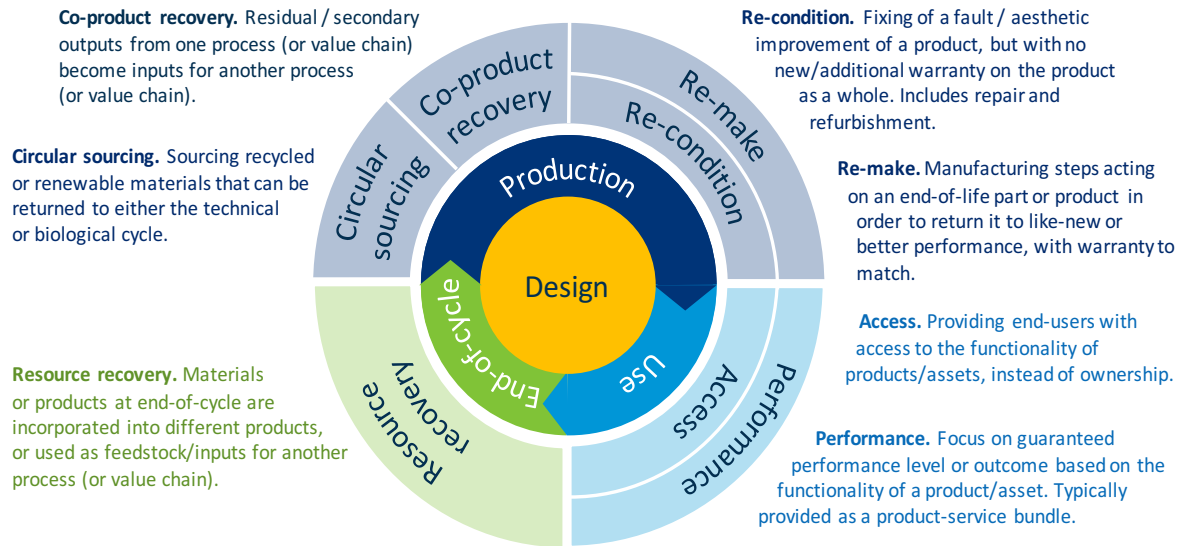 Co-product recovery. Residual / secondary
outputs from one process (or value chain)
become inputs for another process
(or value chain).
Circular sourcing. Sourcing recycled
or renewable materials that can be
returned to either the technical
or biological cycle.
Resource recovery. Materials
or products at end-of-cycle are
incorporated into different products,
or used as feedstock/inputs for another
process (or value chain).
Co-product
recovery
Circular
sourcing
Re-make
Re-condition
Production
Design
End-of-cycle
Use
Resource
recovery
Access
Performance
Re-condition. Fixing of a fault / aesthetic
improvement of a product, but with no
new/additional warranty on the product
as a whole. Includes repair and
refurbishment.
Re-make. Manufacturing steps acting
on an end-of-life part or product in
order to return it to like-new or
better performance, with warranty to
match.
Access. Providing end-users with
access to the functionality of
products/assets, instead of ownership.
Performance. Focus on guaranteed
performance level or outcome based on the
functionality of a product/asset. Typically
provided as a product-service bundle.